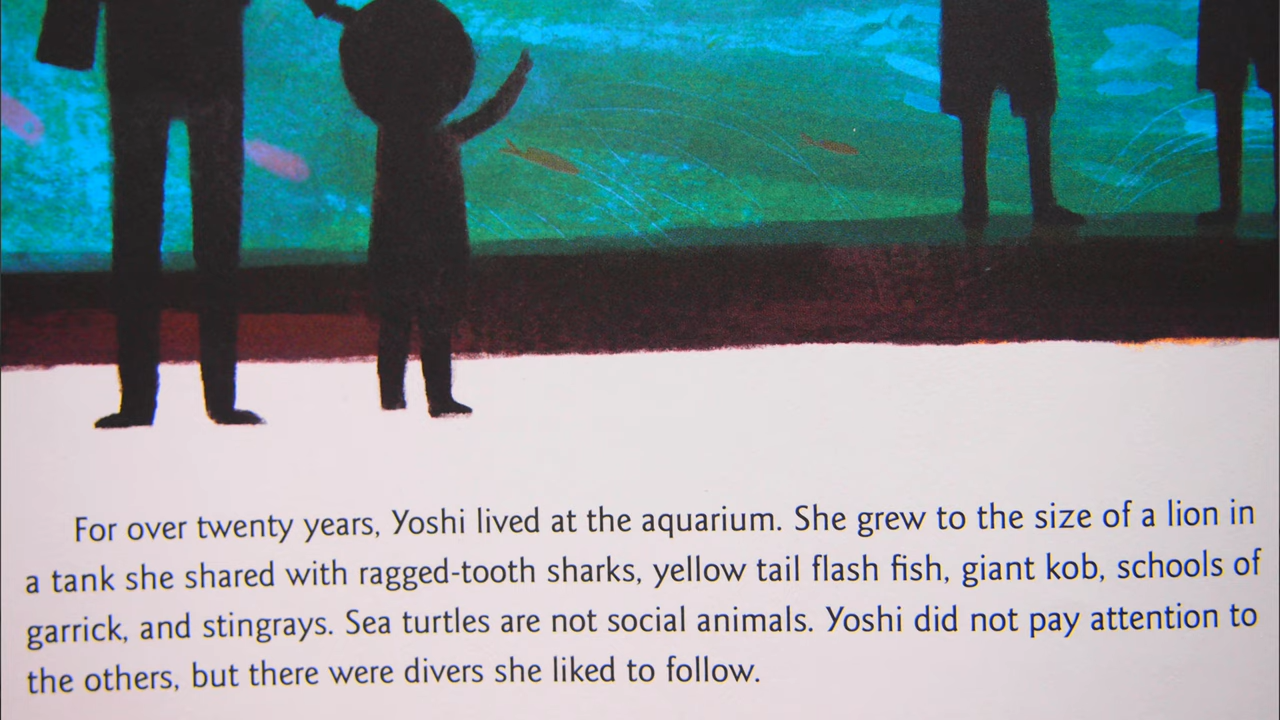 For over twenty years, Yoshi lived at the aquarium. She grew to the size of a lion in
a tank she shared with ragged-tooth sharks, yellow tail flash fish, giant kob, schools of
garrick, and stingrays. Sea turtles are not social animals. Yoshi did not pay attention to
the others, but there were divers she liked to follow.